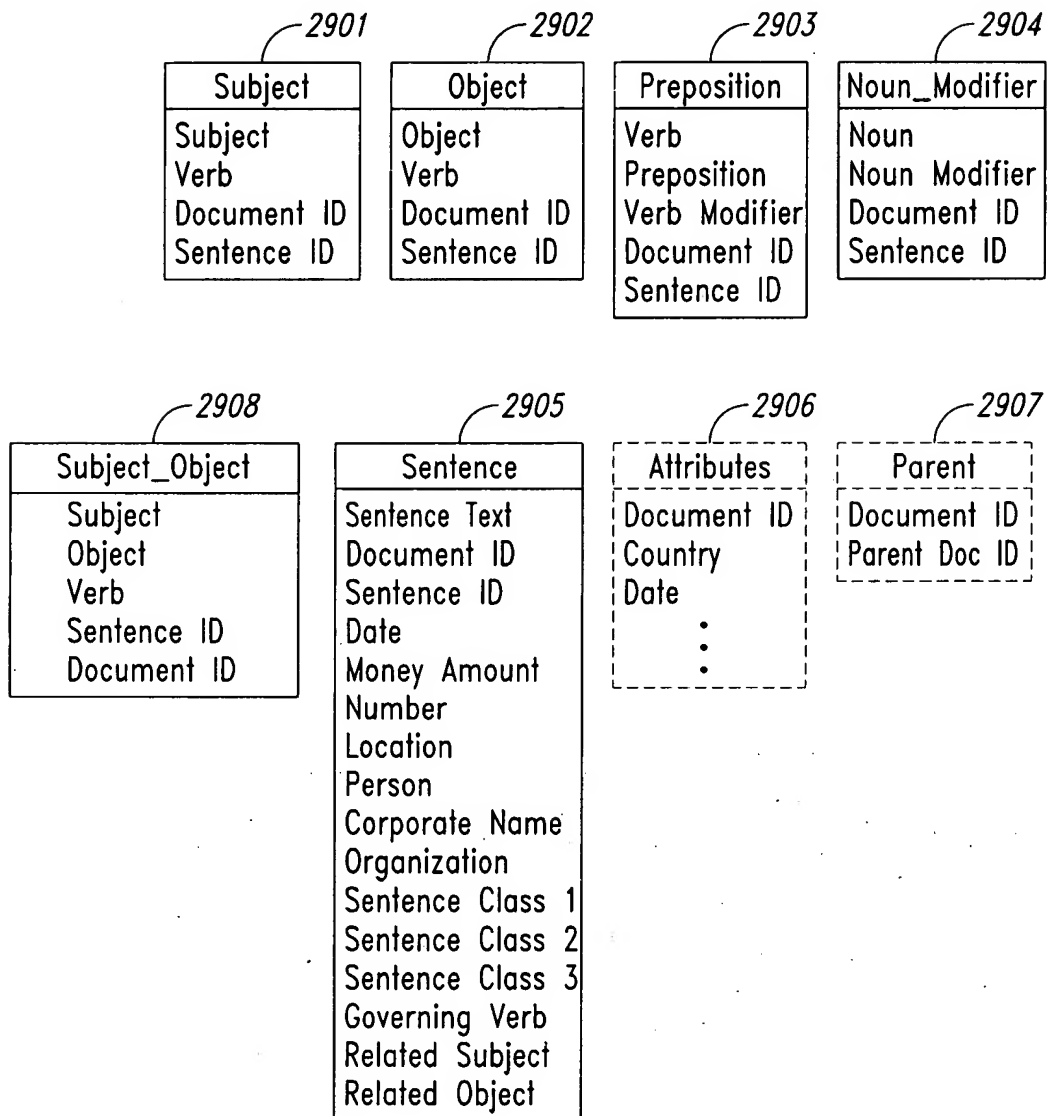 2901
Subject
Subject
Verb
Document ID
Sentence ID
2902
Object
Object
Verb
Document ID
Sentence ID
2903
Preposition
Verb
Preposition
Verb Modifier
Document ID
Sentence ID
2904
Noun_Modifier
Noun
Noun Modifier
Document ID
Sentence ID
2908
Subject_Object
Subject
Object
Verb
Sentence ID
Document ID
2905
Sentence
Sentence Text
Document ID
Sentence ID
Date
Money Amount
Number
Location
Person
Corporate Name
Organization
Sentence Class 1
Sentence Class 2
Sentence Class 3
Governing Verb
Related Subject
Related Object
2906
Attributes
Document ID
Country
Date
2907
Parent
Document ID
Parent Doc ID